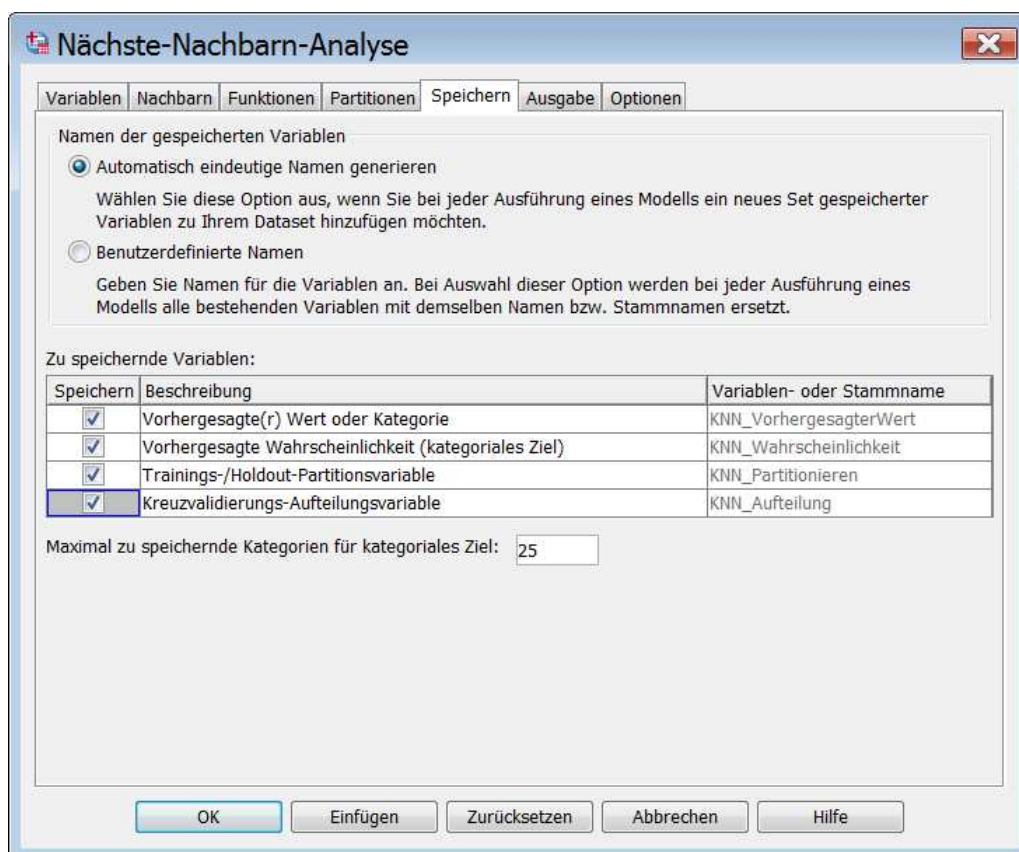 Nächste-Nachbarn-Analyse
Variablen Nachbarn Funktionen Partitionen Speichern Ausgabe Optionen
Namen der gespeicherten Variablen
Automatisch eindeutige Namen generieren
Wählen Sie diese Option aus, wenn Sie bei jeder Ausführung eines Modells ein neues Set gespeicherter
Variablen zu Ihrem Dataset hinzufügen möchten.
Benutzerdefinierte Namen
Geben Sie Namen für die Variablen an. Bei Auswahl dieser Option werden bei jeder Ausführung eines
Modells alle bestehenden Variablen mit demselben Namen bzw. Stammnamen ersetzt.
Zu speichernde Variablen:
Speichern Beschreibung Variablen- oder Stammname
Vorhergesagte(r) Wert oder Kategorie KNN_VorhergesagterWert
Vorhergesagte Wahrscheinlichkeit (kategoriales Ziel) KNN_Wahrscheinlichkeit
Trainings-/Holdout-Partitionsvariable KNN_Partitionieren
Kreuzvalidierungs-Aufteilungsvariable KNN_Aufteilung
Maximal zu speichernde Kategorien für kategoriales Ziel: 25
OK Einfügen Zurücksetzen Abbrechen Hilfe